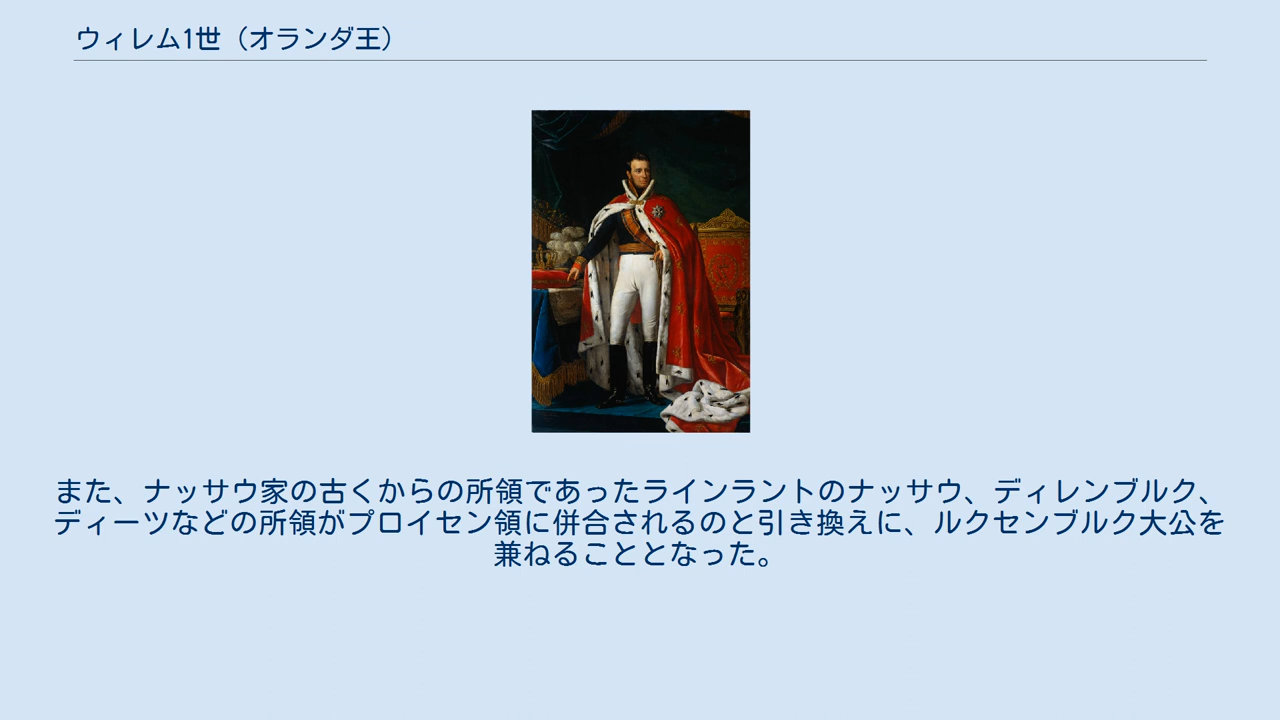 ウィレム1世（オランダ王）
また、ナッサウ家の古くからの所領であったラインラントのナッサウ、ディレンブルク、
ディーツなどの所領がプロイセン領に併合されるのと引き換えに、ルクセンブルク大公を
兼ねることとなった。